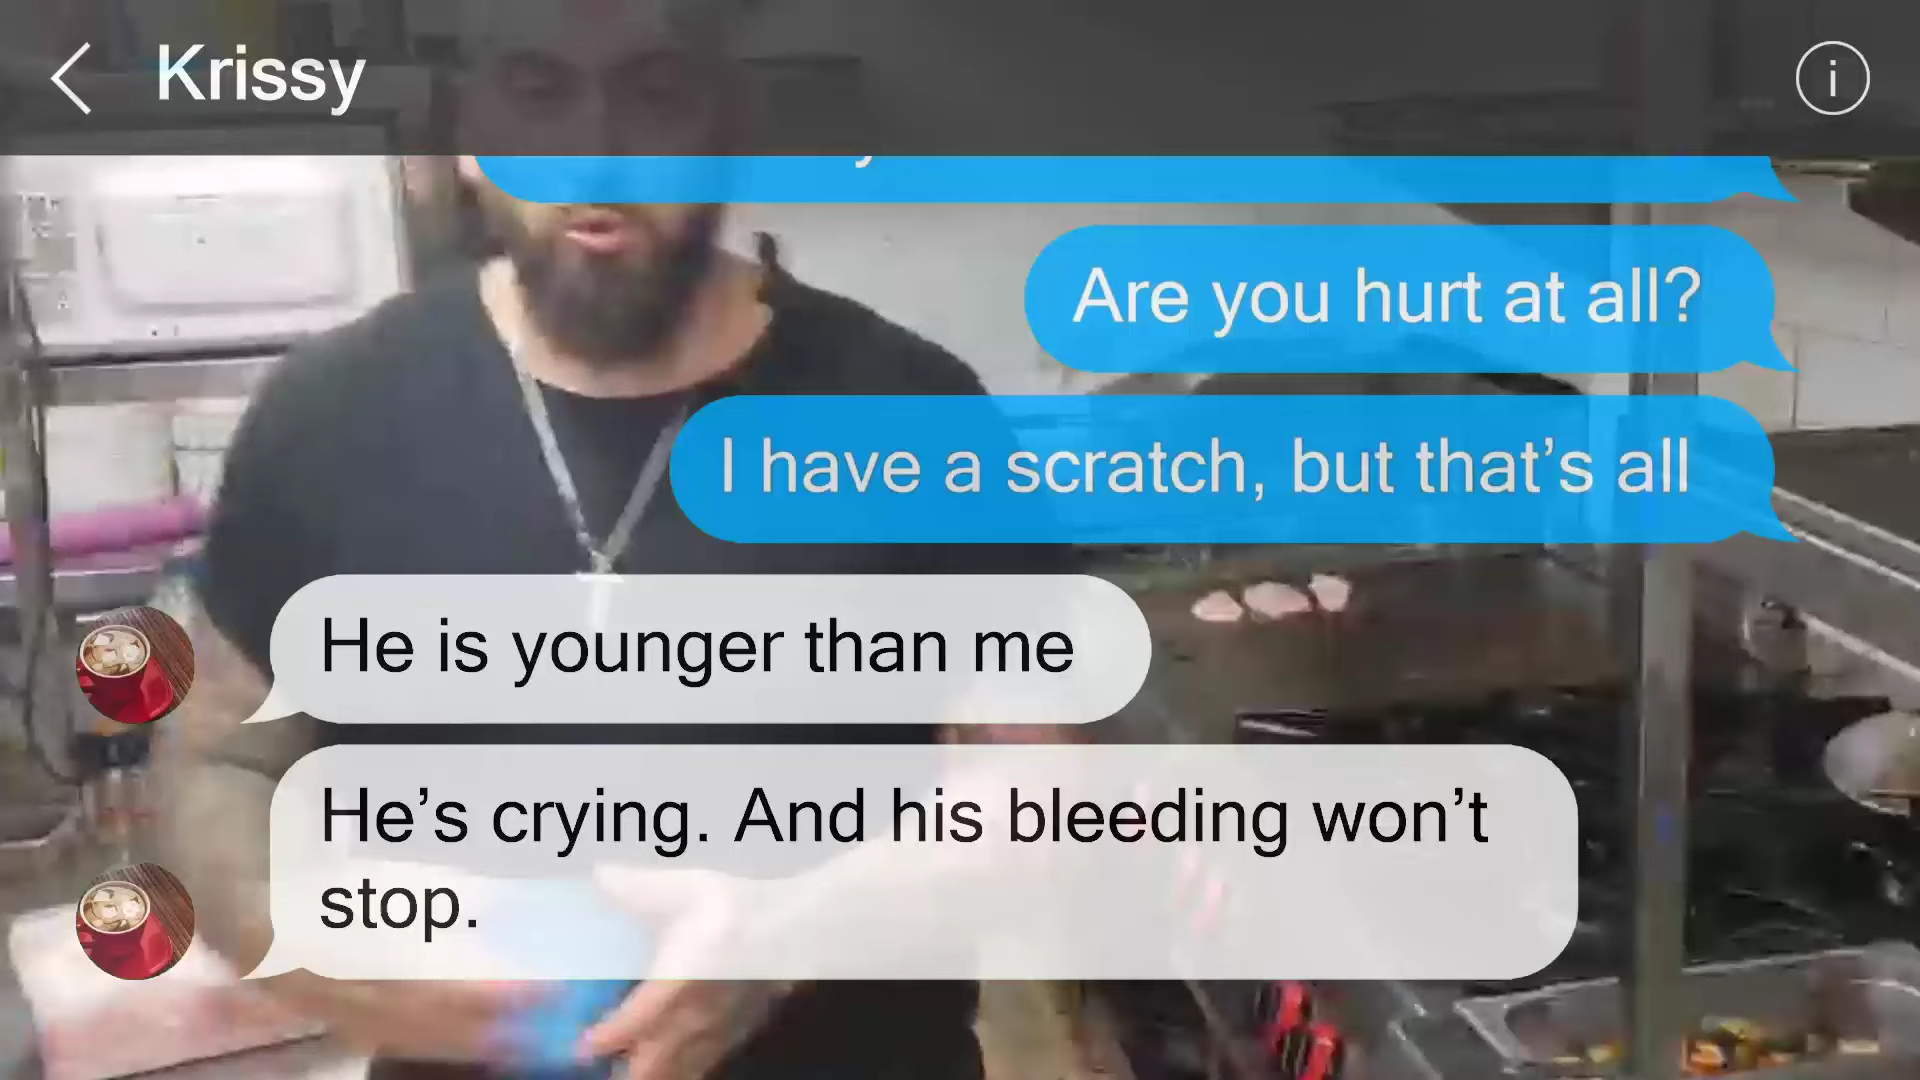 Krissy
Are you hurt at all?
I have a scratch, but that’s all
He is younger than me
He’s crying. And his bleeding won’t
stop.